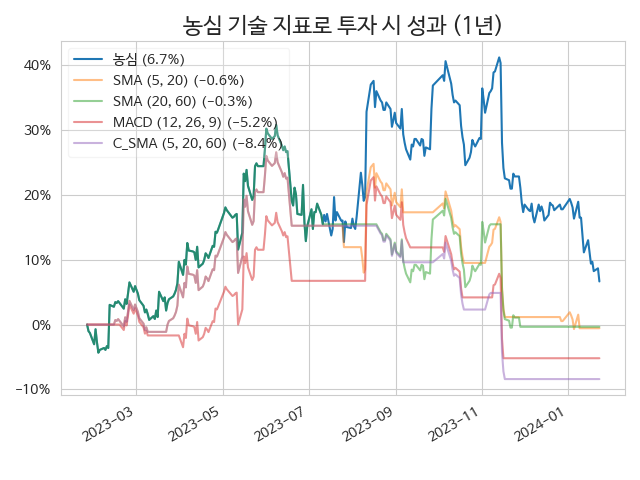 농심 기술 지표로 투자 시 성과 (1년)
농심 (6.7%)
SMA (5, 20) (−0.6%)
SMA (20, 60) (−0.3%)
MACD (12, 26, 9) (−5.2%)
C_SMA (5, 20, 60) (−8.4%)
40%
30%
20%
10%
0%
−10%
2023−03
2023−05
2023−07
2023−09
2023−11
2024−01